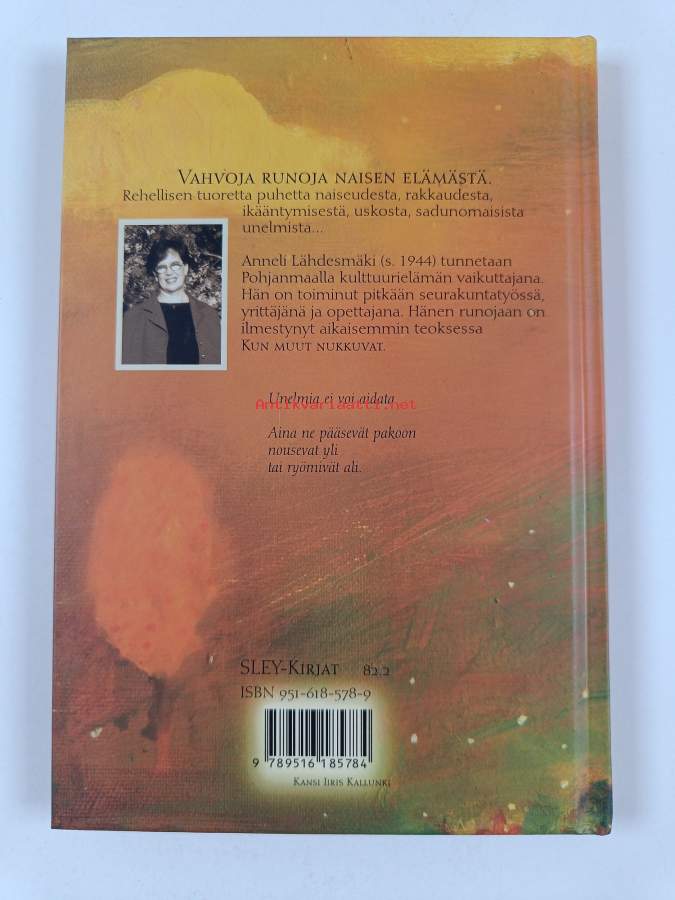 Vahvoja runoja naisen elämästä.
Rehellisen tuoretta puhetta naiseudesta, rakkaudesta,
ikääntymisestä, uskosta, sadunomaisista
unelmista...
Anneli Lähdesmäki (s. 1944) tunnetaan
Pohjanmaalla kulttuurielämän vaikuttajana.
Hän on toiminut pitkään seurakuntatyössä,
yrittäjänä ja opettajana. Hänen runojaan on
ilmestynyt aikaisemmin teoksessa
Kun muut nukkuvat.
Unelmia ei voi aidata
Antikvariaatti.net
Aina ne pääsevät pakoon
nousevat yli
tai ryömivät ali.
SLEY-Kirjat 82.2
ISBN 951-618-578-9
9 789516 185784
Kansi Iiris Kallunki